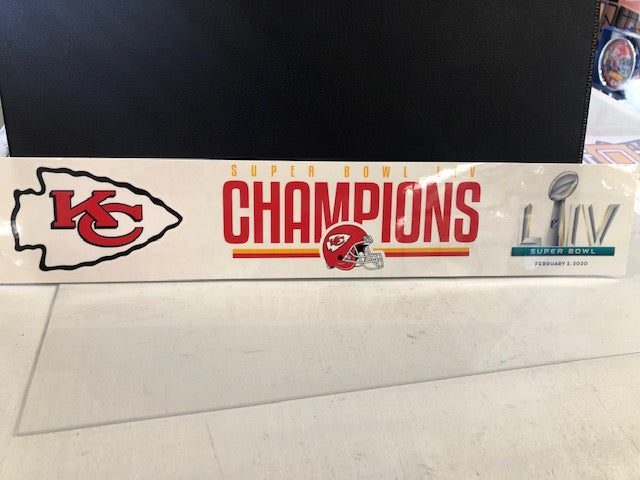 KC
SUPER BOWL LIV
CHAMPIONS
KC
LIV
SUPER BOWL
FEBRUARY 2, 2020